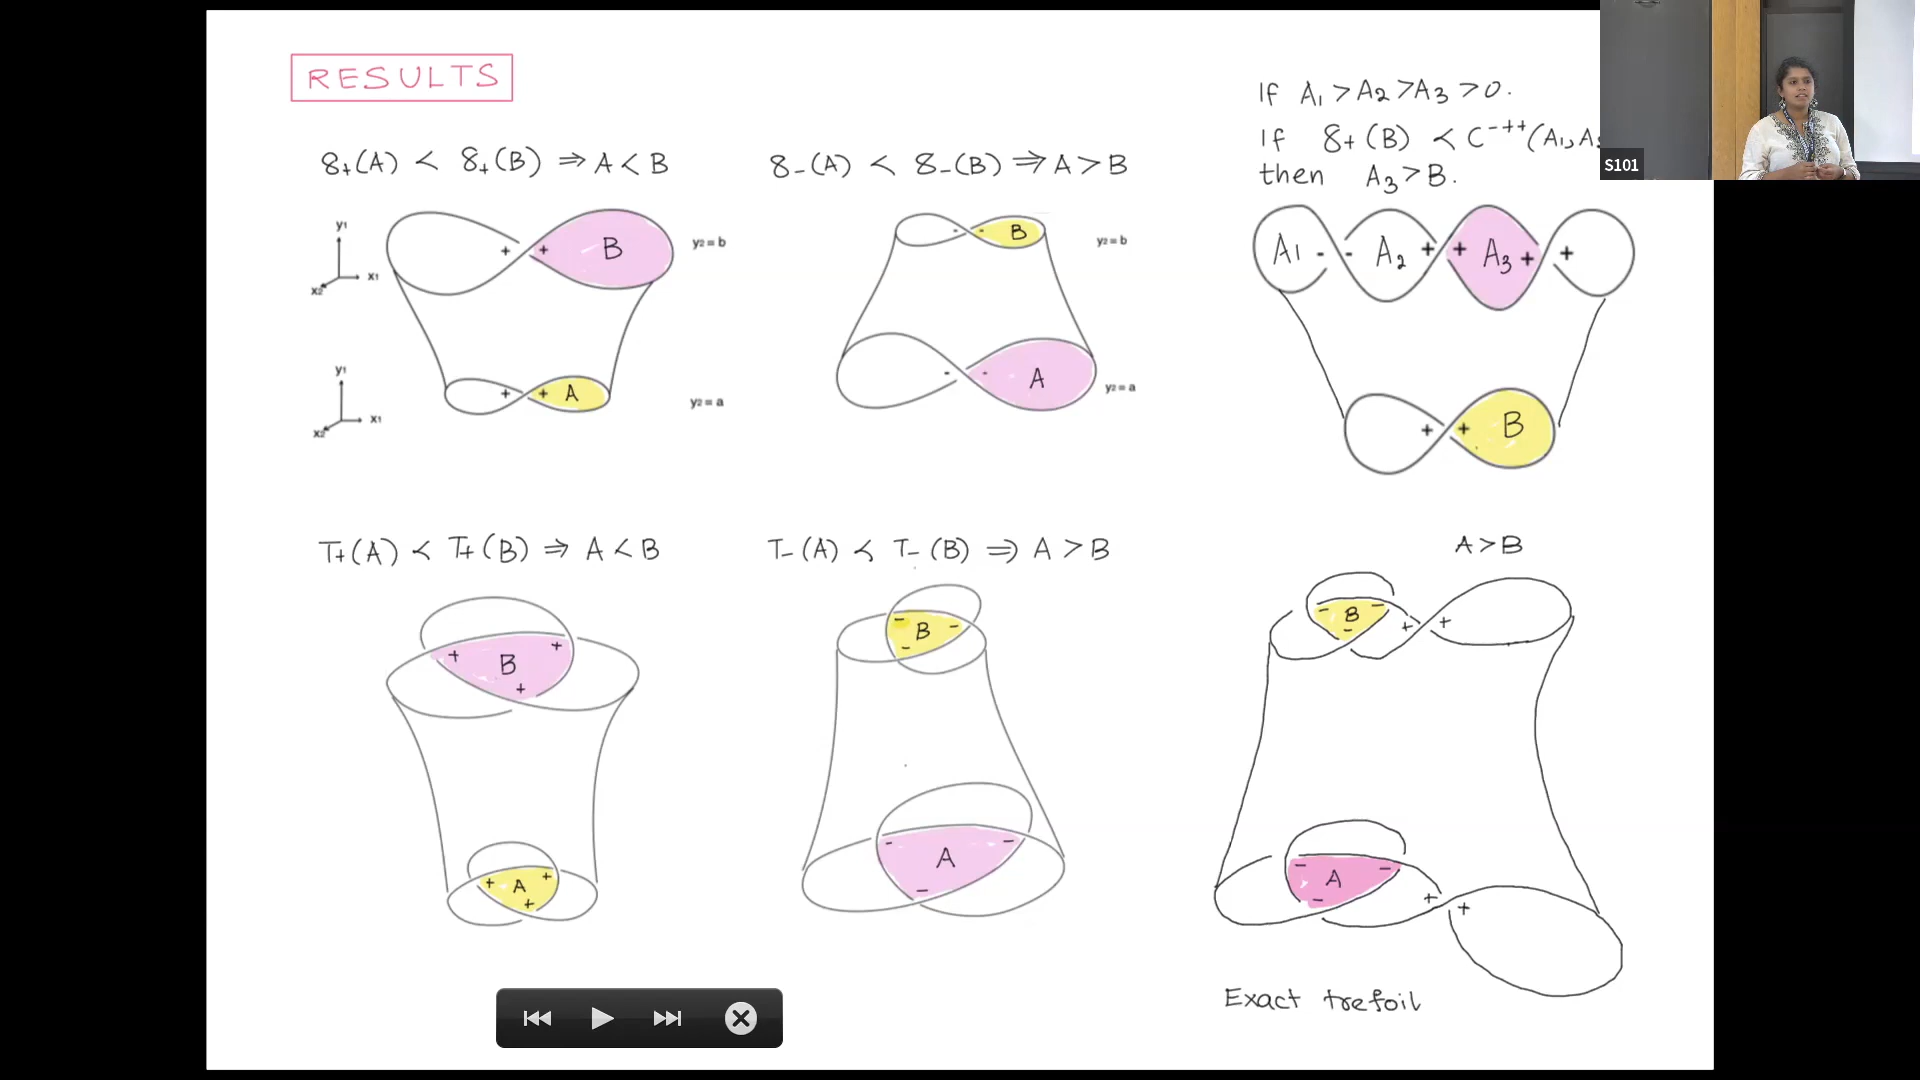 RESULTS
8+(A) ≺ 8+(B) ⇒ A < B
8-(A) ≺ 8-(B) ⇒ A > B
If A1 > A2 > A3 > 0.
If 8+(B) ≺ C-++(A1, A
then A3 > B.
S101
y1
x1
x2
+ + B
y2 = b
y1
x1
x2
+ + A
y2 = a
- - B
y2 = b
- - A
y2 = a
A1 - - A2 + + A3 + +
+ + B
T+(A) ≺ T+(B) ⇒ A < B
T-(A) ≺ T-(B) ⇒ A > B
A > B
+ B +
+
+ A +
+
- B -
-
- A -
-
- B - + +
-
- A - + +
-
Exact trefoil